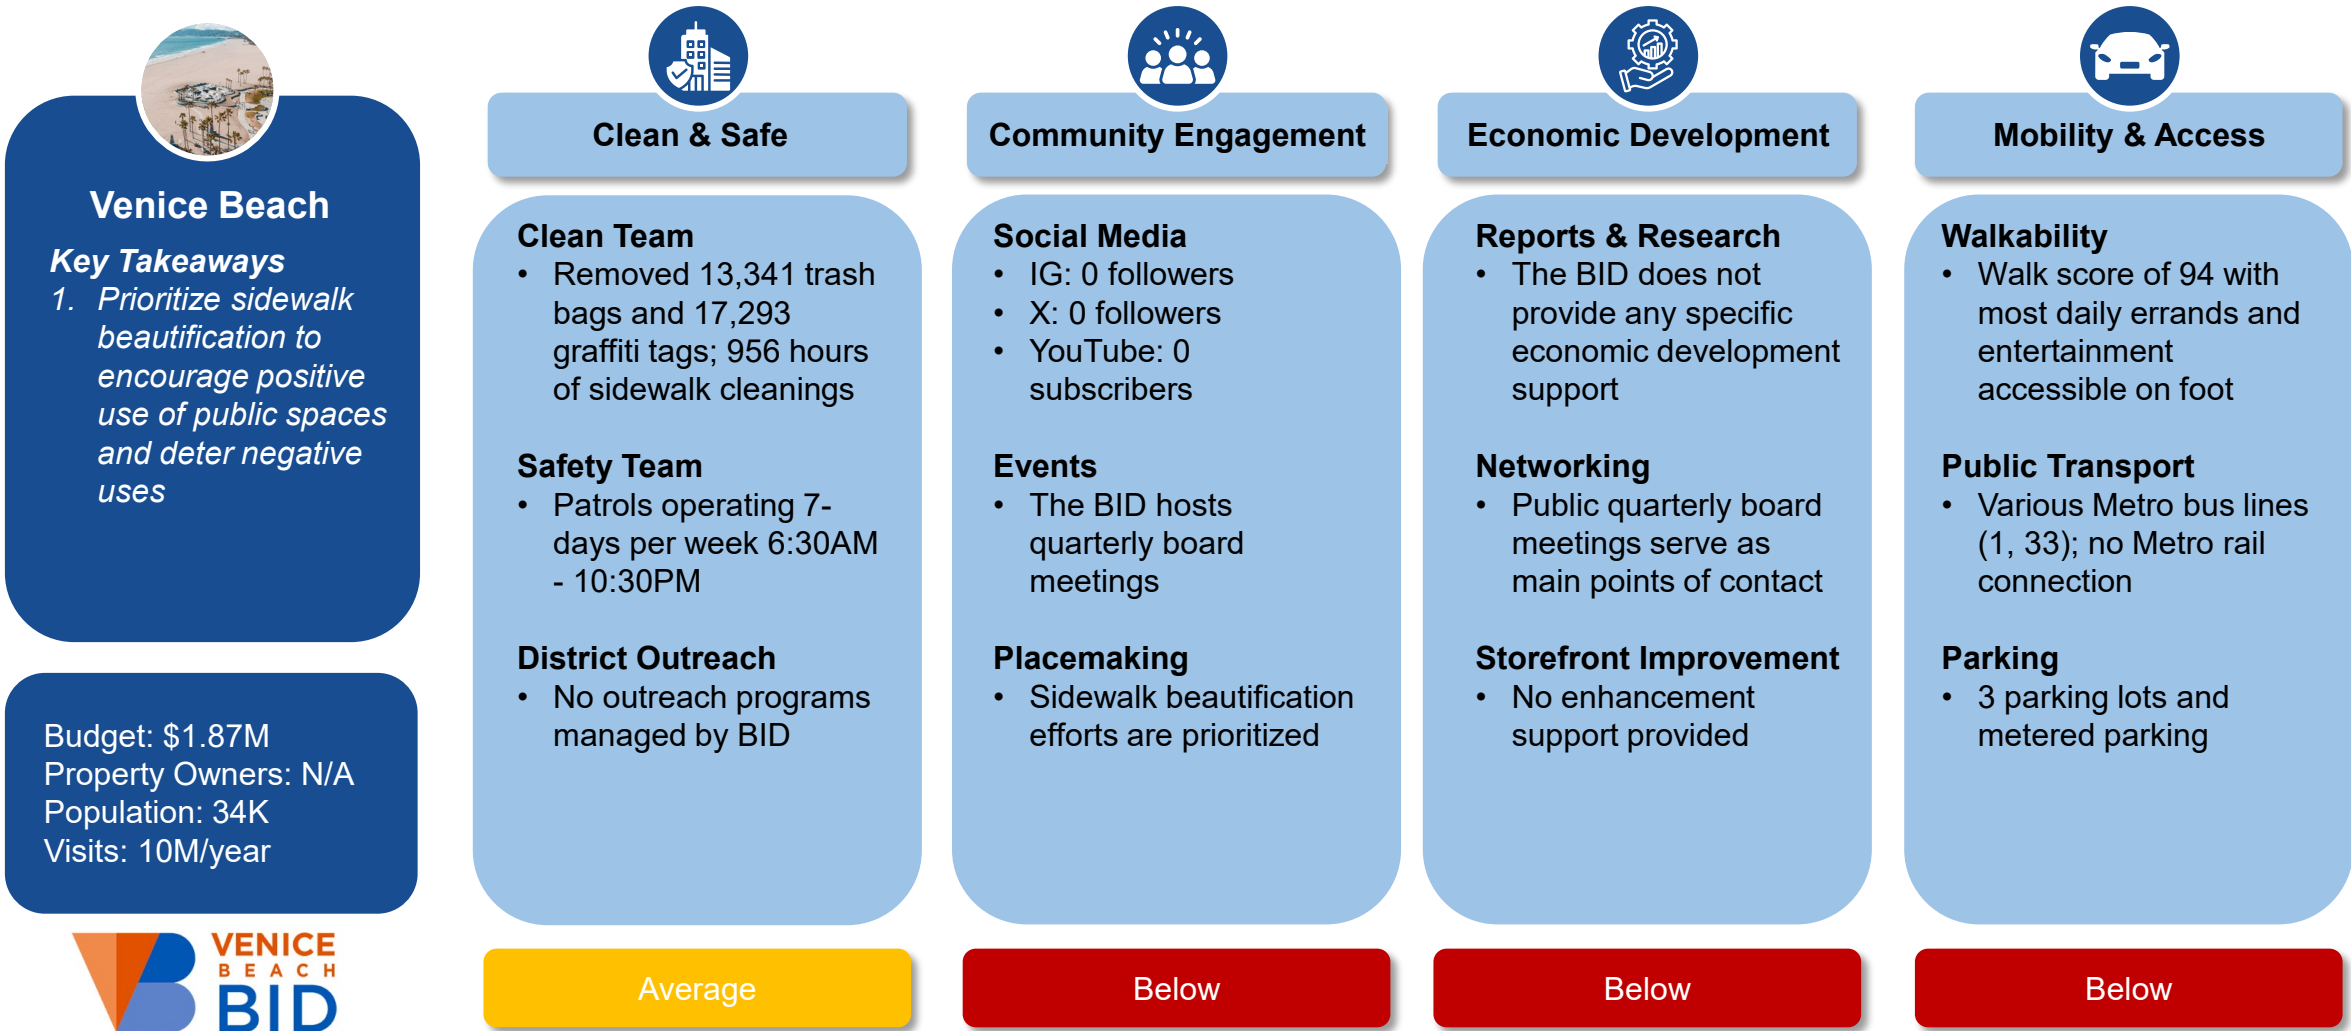 Venice Beach
Key Takeaways
1. Prioritize sidewalk
beautification to
encourage positive
use of public spaces
and deter negative
uses
Budget: $1.87M
Property Owners: N/A
Population: 34K
Visits: 10M/year
VENICE
BEACH
BID
Clean & Safe
Clean Team
• Removed 13,341 trash
bags and 17,293
graffiti tags; 956 hours
of sidewalk cleanings
Safety Team
• Patrols operating 7-
days per week 6:30AM
- 10:30PM
District Outreach
• No outreach programs
managed by BID
Average
Community Engagement
Social Media
• IG: 0 followers
• X: 0 followers
• YouTube: 0
subscribers
Events
• The BID hosts
quarterly board
meetings
Placemaking
• Sidewalk beautification
efforts are prioritized
Below
Economic Development
Reports & Research
• The BID does not
provide any specific
economic development
support
Networking
• Public quarterly board
meetings serve as
main points of contact
Storefront Improvement
• No enhancement
support provided
Below
Mobility & Access
Walkability
• Walk score of 94 with
most daily errands and
entertainment
accessible on foot
Public Transport
• Various Metro bus lines
(1, 33); no Metro rail
connection
Parking
• 3 parking lots and
metered parking
Below